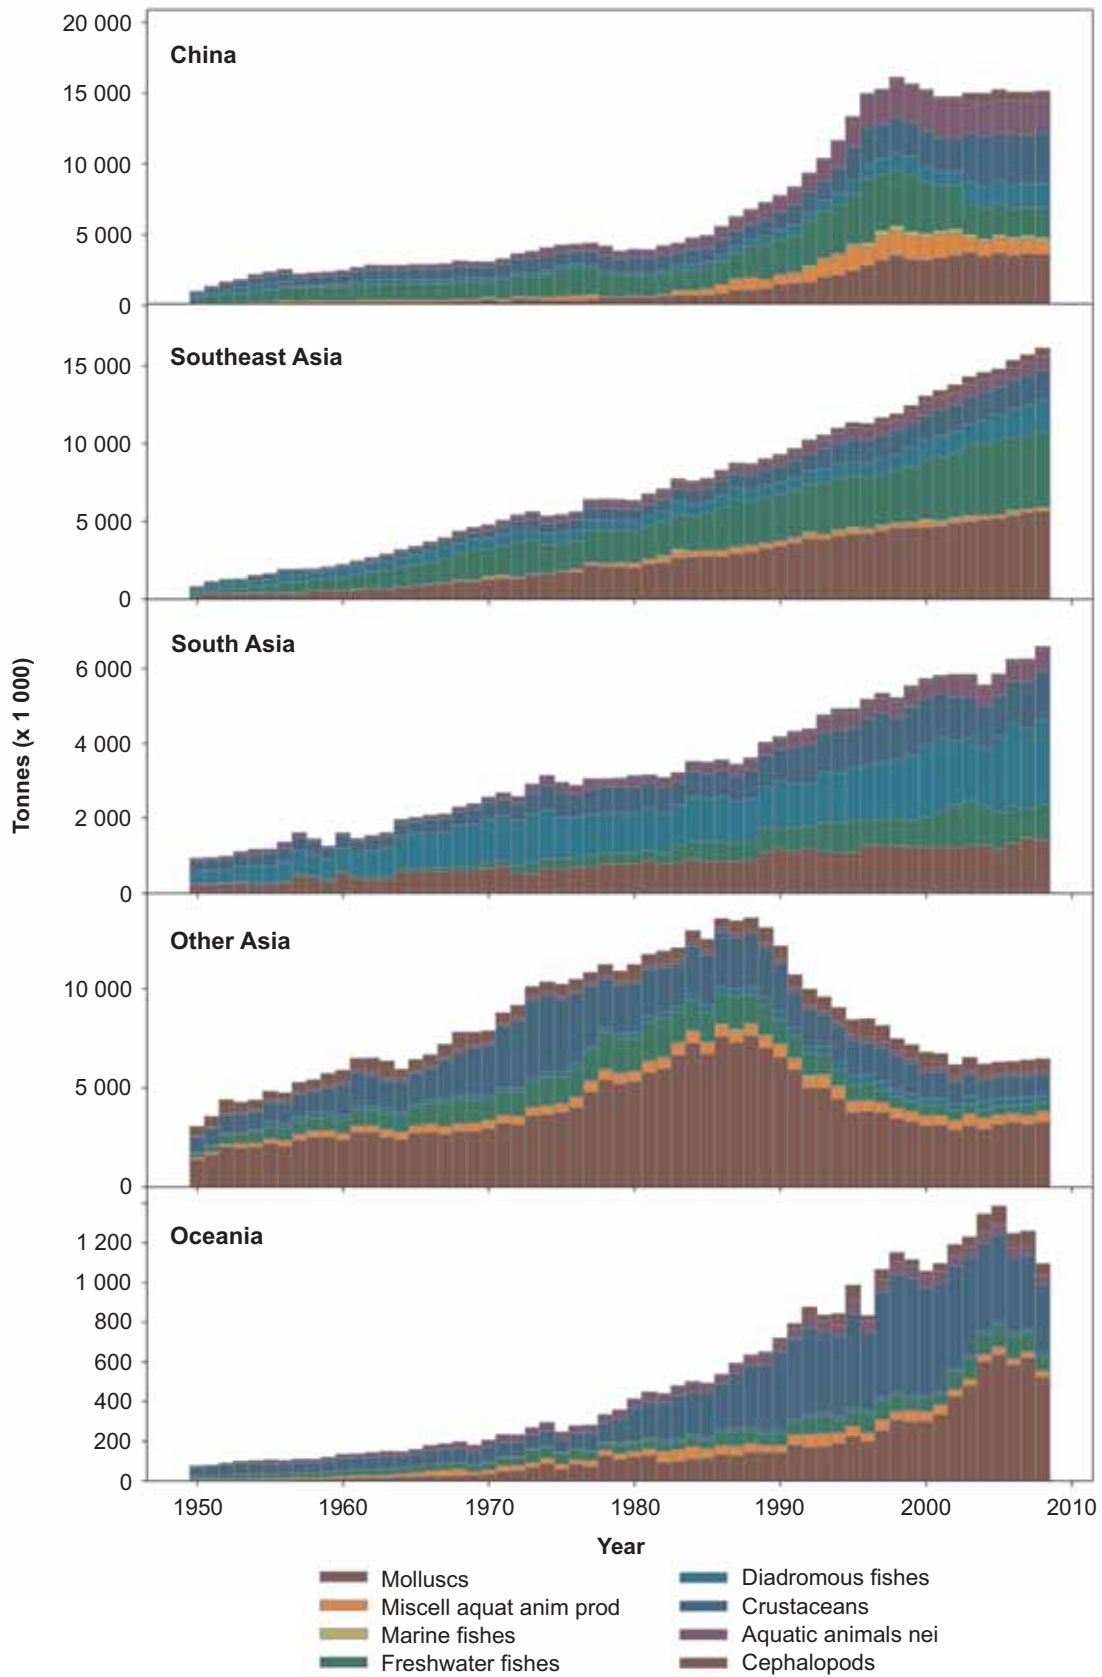 20 000
China
15 000
10 000
5 000
0
Southeast Asia
15 000
10 000
5 000
0
South Asia
6 000
4 000
2 000
0
Tonnes (x 1 000)
Other Asia
10 000
5 000
0
Oceania
1 200
1 000
800
600
400
200
0
1950 1960 1970 1980 1990 2000 2010
Year
Molluscs
Miscell aquat anim prod
Marine fishes
Freshwater fishes
Diadromous fishes
Crustaceans
Aquatic animals nei
Cephalopods